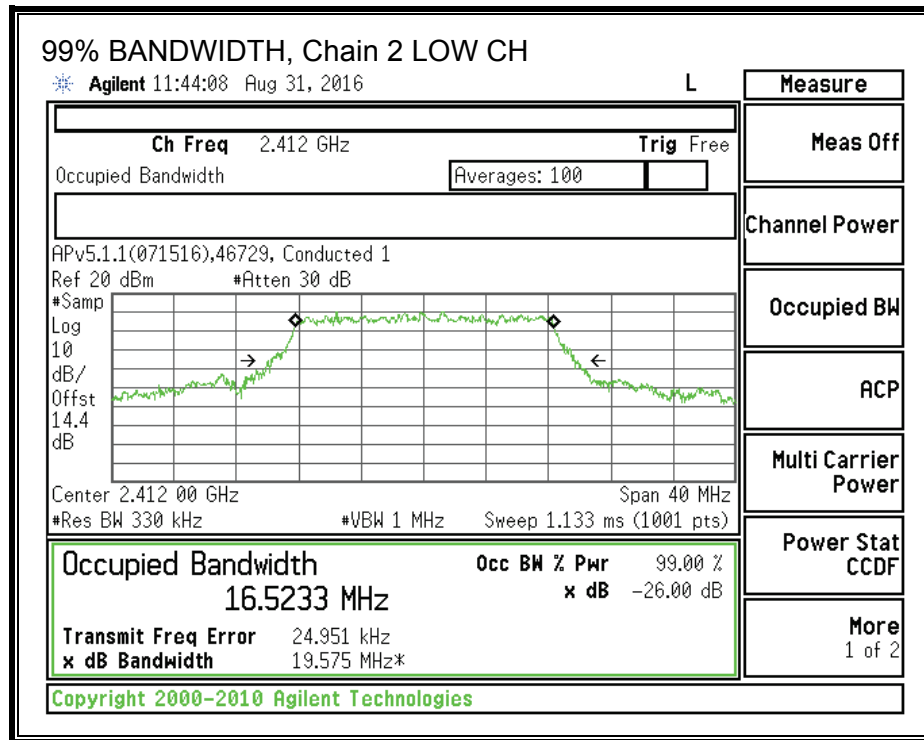 99% BANDWIDTH, Chain 2 LOW CH
Agilent 11:44:08 Aug 31, 2016 L
Ch Freq 2.412 GHz Trig Free
Occupied Bandwidth Averages: 100
APv5.1.1(071516),46729, Conducted 1
Ref 20 dBm #Atten 30 dB
#Samp
Log
10
dB/
Offst
14.4
dB
Center 2.412 00 GHz Span 40 MHz
#Res BW 330 kHz #VBW 1 MHz Sweep 1.133 ms (1001 pts)
Occupied Bandwidth Occ BW % Pwr 99.00 %
16.5233 MHz x dB -26.00 dB
Transmit Freq Error 24.951 kHz
x dB Bandwidth 19.575 MHz*
Copyright 2000-2010 Agilent Technologies
Measure
Meas Off
Channel Power
Occupied BW
ACP
Multi Carrier
Power
Power Stat
CCDF
More
1 of 2